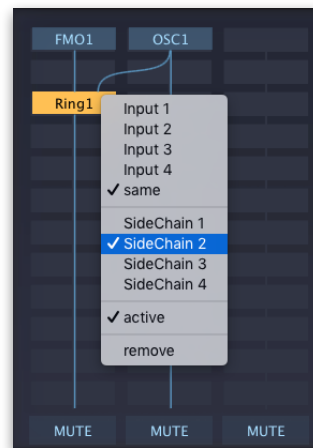 FMO1 OSC1
Ring1
Input 1
Input 2
Input 3
Input 4
✓ same
SideChain 1
✓ SideChain 2
SideChain 3
SideChain 4
✓ active
remove
MUTE MUTE MUTE